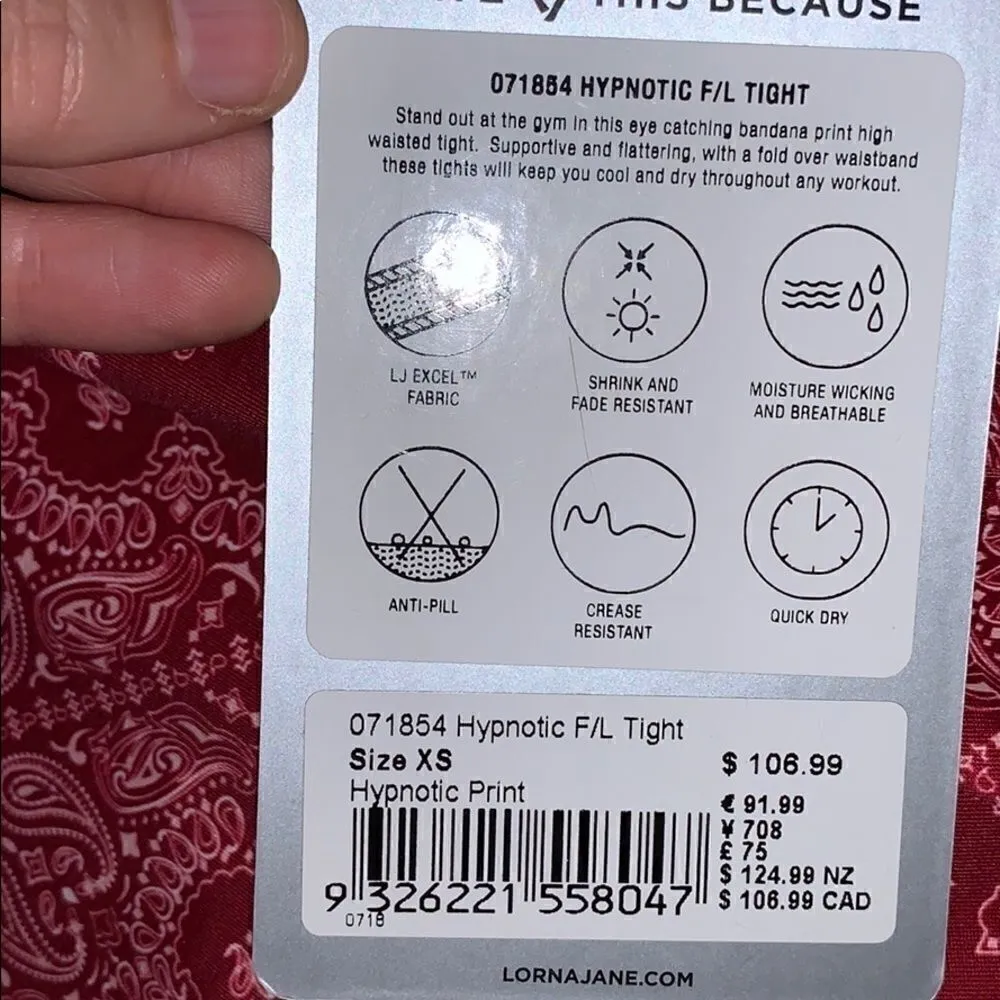 THIS BECAUSE
071854 HYPNOTIC F/L TIGHT
Stand out at the gym in this eye catching bandana print high
waisted tight. Supportive and flattering, with a fold over waistband
these tights will keep you cool and dry throughout any workout.
LJ EXCEL™
FABRIC
SHRINK AND
FADE RESISTANT
MOISTURE WICKING
AND BREATHABLE
ANTI-PILL
CREASE
RESISTANT
QUICK DRY
071854 Hypnotic F/L Tight
Size XS
Hypnotic Print
$ 106.99
€ 91.99
¥ 708
£ 75
$ 124.99 NZ
$ 106.99 CAD
9 326221 558047
0718
LORNAJANE.COM